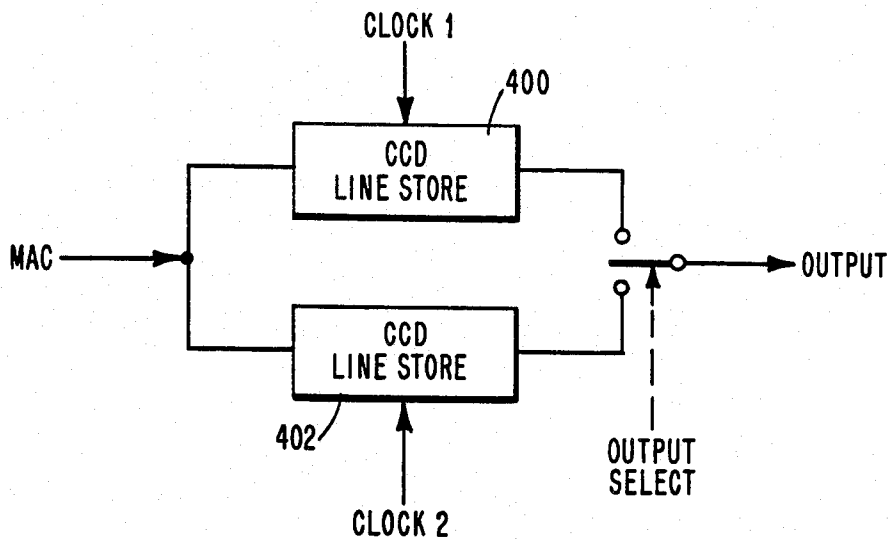 CLOCK 1
400
CCD
LINE STORE
MAC
OUTPUT
CCD
LINE STORE
402
OUTPUT
SELECT
CLOCK 2